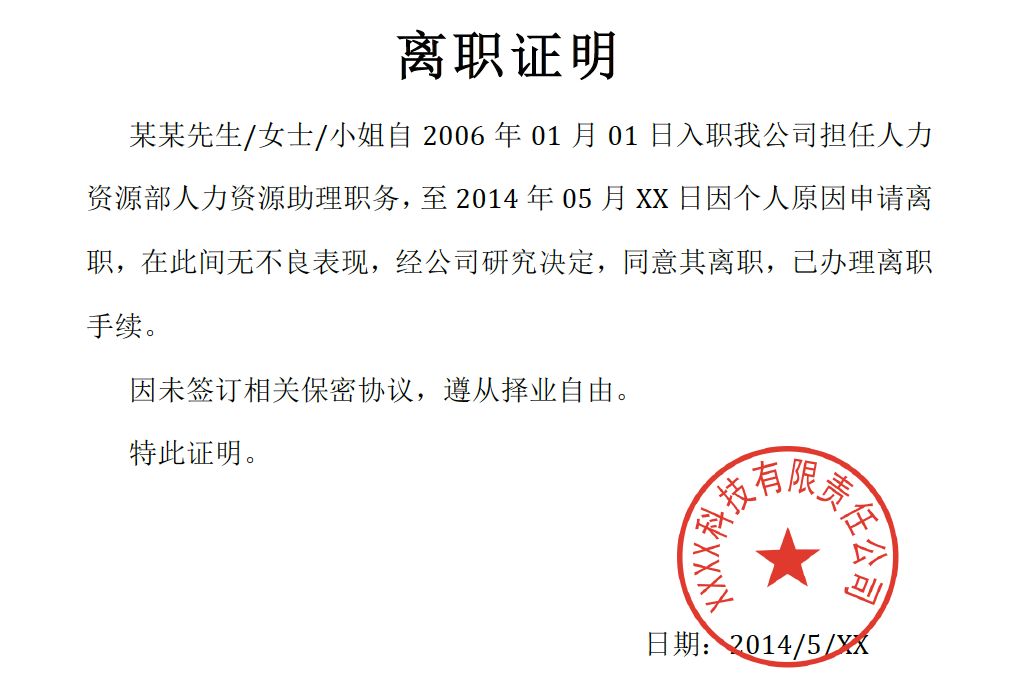 离职证明
某某先生/女士/小姐自 2006 年 01 月 01 日入职我公司担任人力
资源部人力资源助理职务，至 2014 年 05 月 XX 日因个人原因申请离
职，在此间无不良表现，经公司研究决定，同意其离职，已办理离职
手续。
因未签订相关保密协议，遵从择业自由。
特此证明。
XXXX科技有限责任公司
日期：2014/5/XX